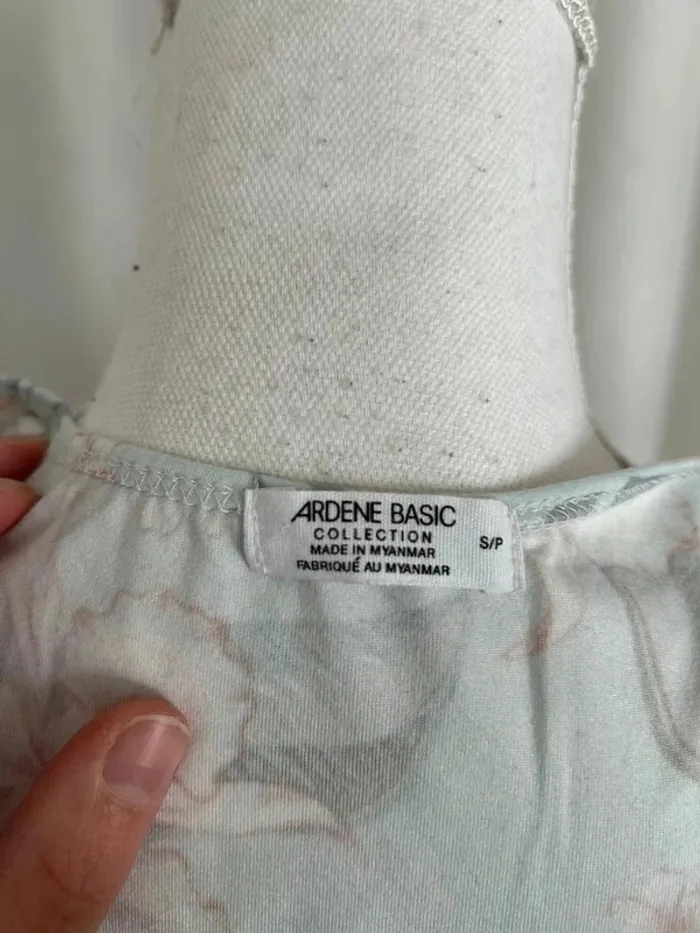 ARDENE BASIC
COLLECTION
MADE IN MYANMAR
FABRIQUÉ AU MYANMAR
S/P